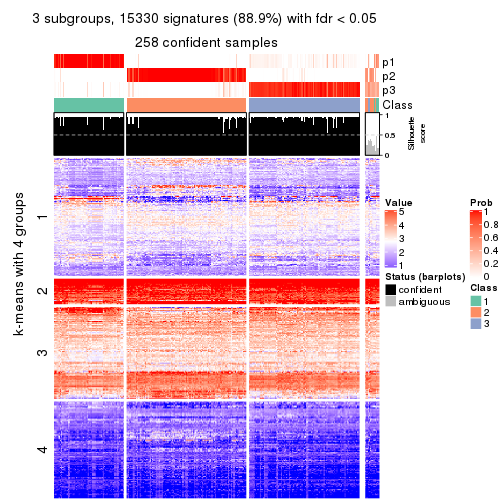 3 subgroups, 15330 signatures (88.9%) with fdr < 0.05
258 confident samples
p1
p2
p3
Class
1
0.5
0
Silhouette
score
k-means with 4 groups
1
2
3
4
Value
5
4
3
2
1
Status (barplots)
confident
ambiguous
Prob
1
0.8
0.6
0.4
0.2
0
Class
1
2
3